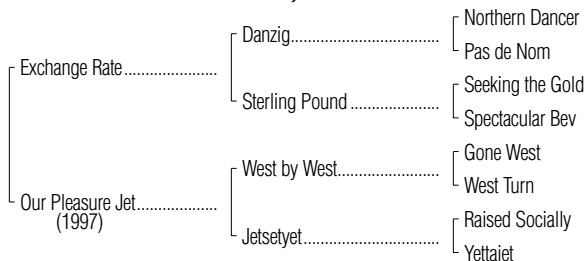 Northern Dancer
Danzig........................................
Pas de Nom
Exchange Rate......................
Seeking the Gold
Sterling Pound ........................
Spectacular Bev
Gone West
West by West...........................
West Turn
Our Pleasure Jet...................
(1997)
Raised Socially
Jetsetyet....................................
Yettajet